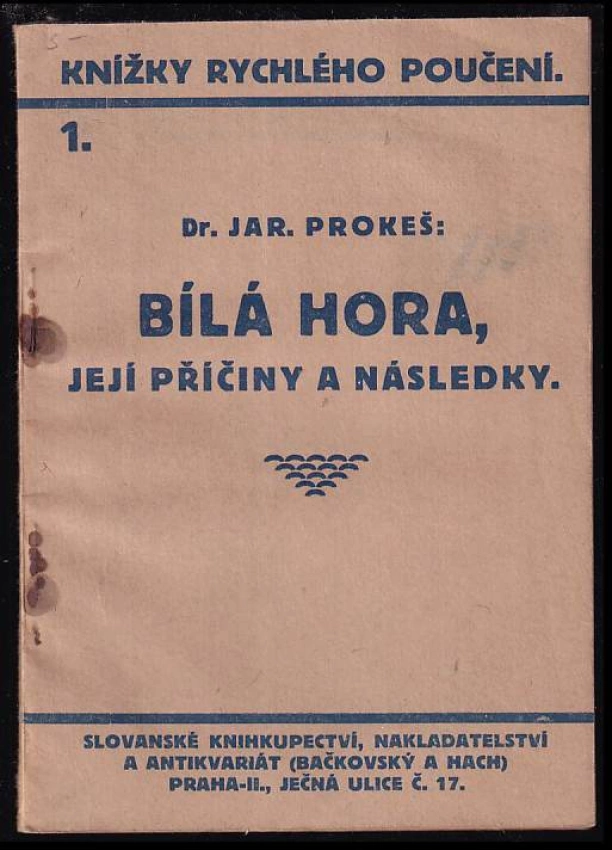 5-
KNÍŽKY RYCHLÉHO POUČENÍ.
1.
Dr. JAR. PROKEŠ:
BÍLÁ HORA,
JEJÍ PŘÍČINY A NÁSLEDKY.
SLOVANSKÉ KNIHKUPECTVÍ, NAKLADATELSTVÍ
A ANTIKVARIÁT (BAČKOVSKÝ A HACH)
PRAHA-II., JEČNÁ ULICE Č. 17.